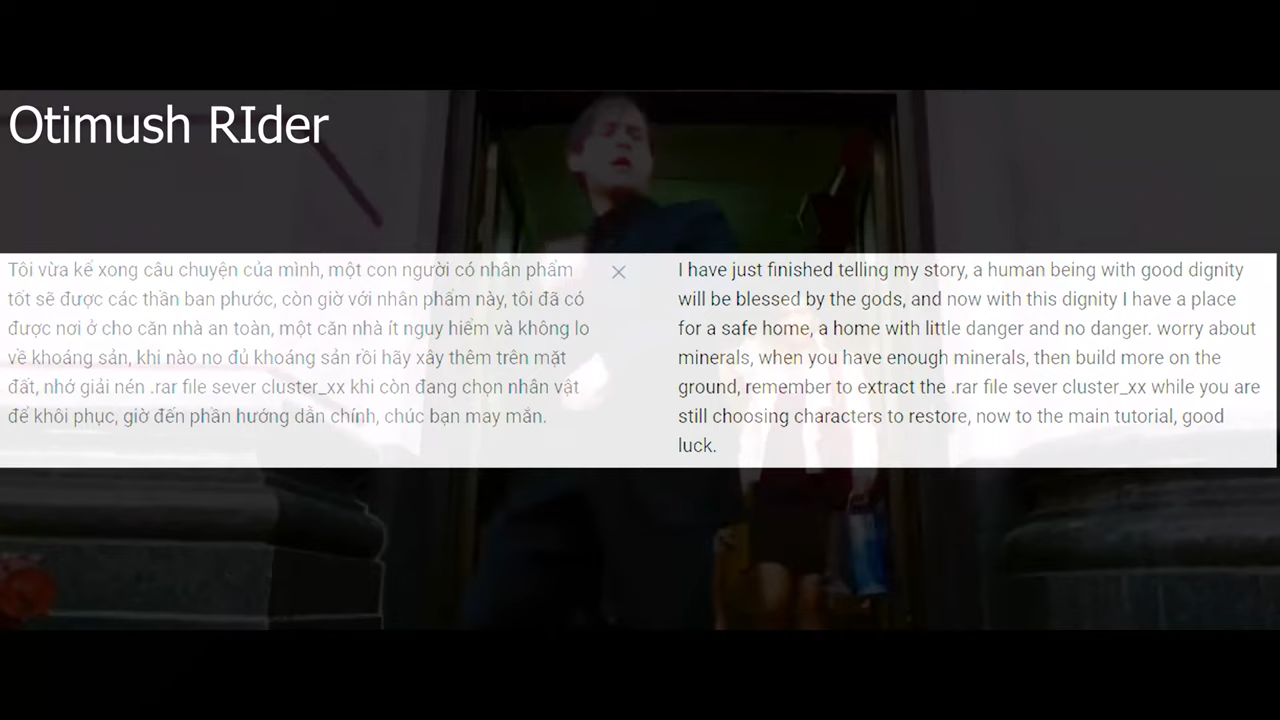 Otimush RIder
Tôi vừa kể xong câu chuyện của mình, một con người có nhân phẩm
tốt sẽ được các thần ban phước, còn giờ với nhân phẩm này, tôi đã có
được nơi ở cho căn nhà an toàn, một căn nhà ít nguy hiểm và không lo
về khoáng sản, khi nào no đủ khoáng sản rồi hãy xây thêm trên mặt
đất, nhớ giải nén .rar file sever cluster_xx khi còn đang chọn nhân vật
để khôi phục, giờ đến phần hướng dẫn chính, chúc bạn may mắn.
I have just finished telling my story, a human being with good dignity
will be blessed by the gods, and now with this dignity I have a place
for a safe home, a home with little danger and no danger. worry about
minerals, when you have enough minerals, then build more on the
ground, remember to extract the .rar file sever cluster_xx while you are
still choosing characters to restore, now to the main tutorial, good
luck.